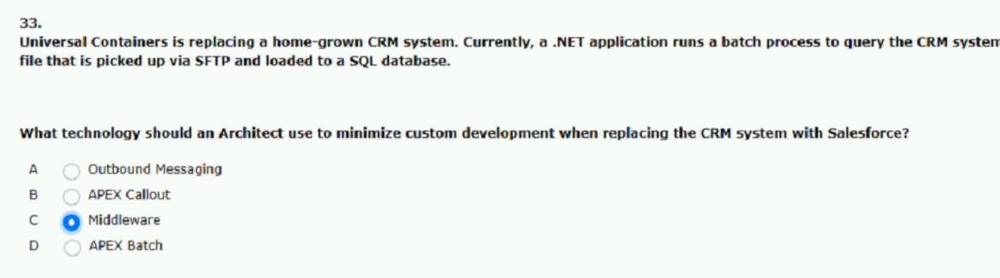 33.
Universal Containers is replacing a home-grown CRM system. Currently, a .NET application runs a batch process to query the CRM system
file that is picked up via SFTP and loaded to a SQL database.
What technology should an Architect use to minimize custom development when replacing the CRM system with Salesforce?
A Outbound Messaging
B APEX Callout
C Middleware
D APEX Batch